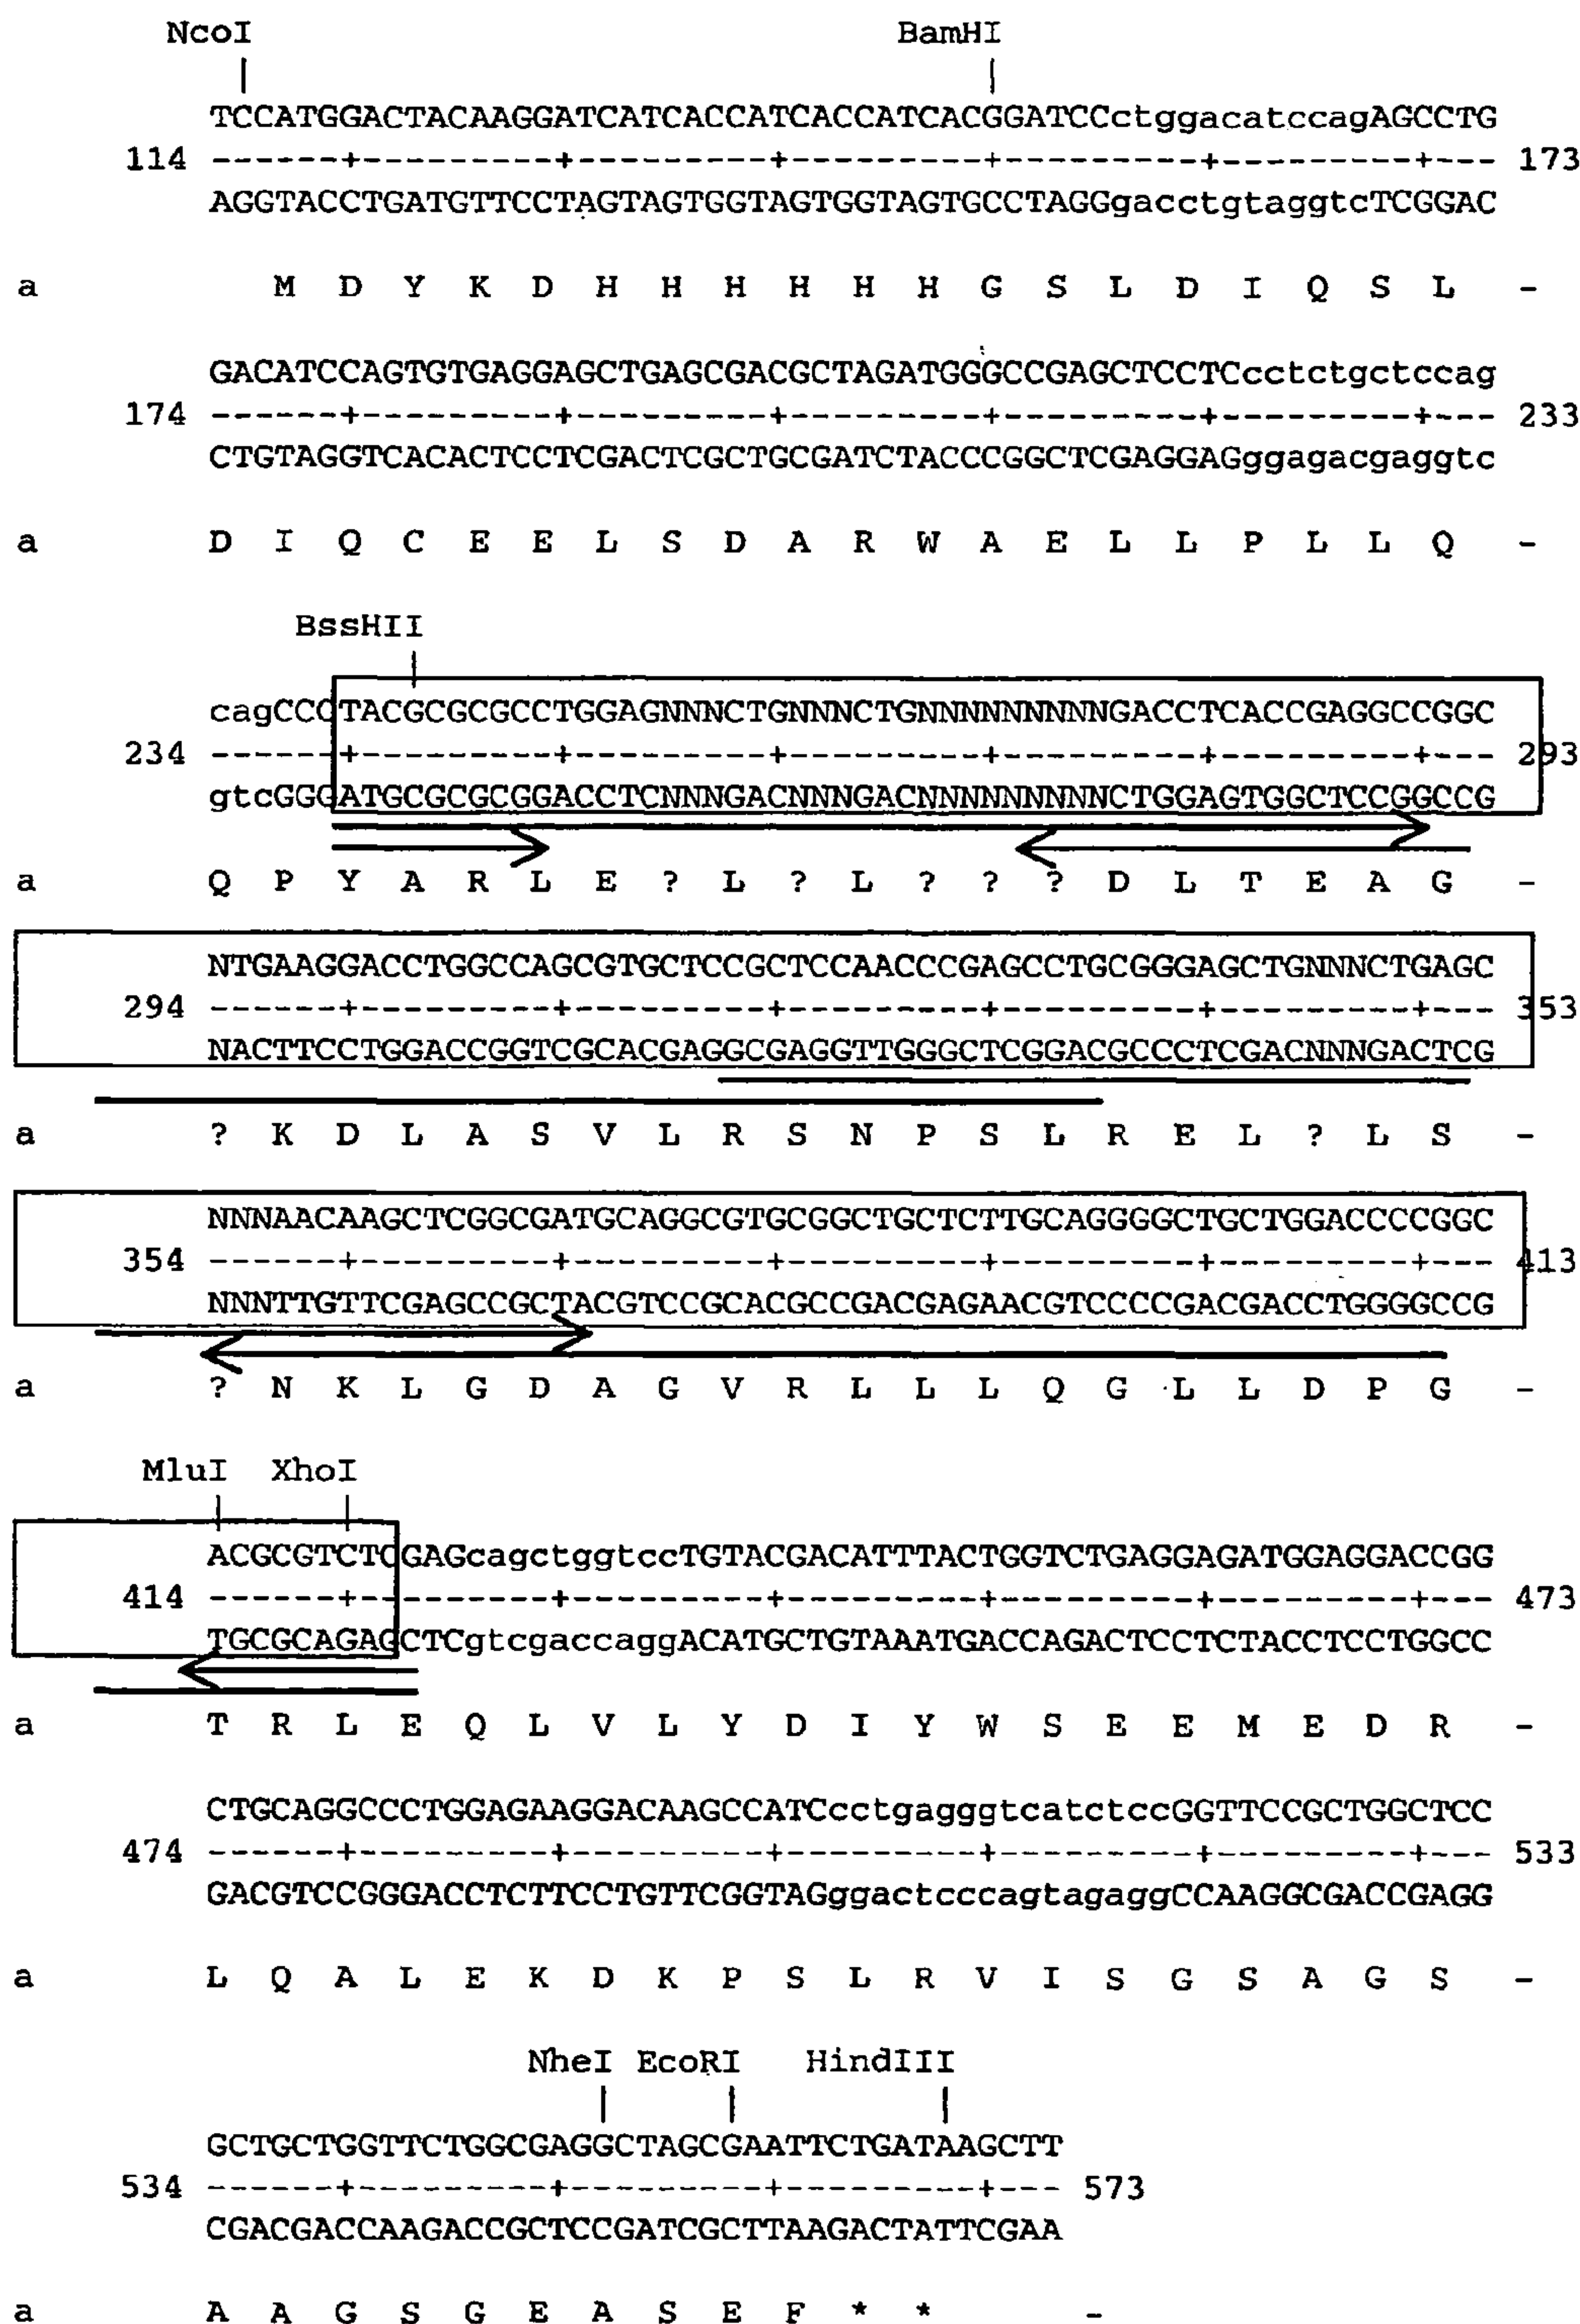 NcoI BamHI
TCCATGGACTACAAGGATCATCACCATCACCATCACGGATCCctggacatccagAGCCTG
114 ------+---------+---------+---------+---------+---------+--- 173
AGGTACCTGATGTTCCTAGTAGTGGTAGTGGTAGTGCCTAGGgacctgtaggtcTCGGAC
a M D Y K D H H H H H H G S L D I Q S L -
GACATCCAGTGTGAGGAGCTGAGCGACGCTAGATGGGCCGAGCTCCTCcctctgctccag
174 ------+---------+---------+---------+---------+---------+--- 233
CTGTAGGTCACACTCCTCGACTCGCTGCGATCTACCCGGCTCGAGGAGggagacgaggtc
a D I Q C E E L S D A R W A E L L P L L Q -
BssHII
cagCCCTACGCGCGCCTGGAGNNNCTGNNNCTGNNNNNNNNNGACCTCACCGAGGCCGGC
234 ------+---------+---------+---------+---------+---------+--- 293
gtcGGGATGCGCGCGGACCTCNNNGACNNNGACNNNNNNNNNCTGGAGTGGCTCCGGCCG
a Q P Y A R L E ? L ? L ? ? ? D L T E A G -
NTGAAGGACCTGGCCAGCGTGCTCCGCTCCAACCCGAGCCTGCGGGAGCTGNNNCTGAGC
294 ------+---------+---------+---------+---------+---------+--- 353
NACTTCCTGGACCGGTCGCACGAGGCGAGGTTGGGCTCGGACGCCCTCGACNNNGACTCG
a ? K D L A S V L R S N P S L R E L ? L S -
NNNAACAAGCTCGGCGATGCAGGCGTGCGGCTGCTCTTGCAGGGGCTGCTGGACCCCGGC
354 ------+---------+---------+---------+---------+---------+--- 413
NNNTTGTTCGAGCCGCTACGTCCGCACGCCGACGAGAACGTCCCCGACGACCTGGGGCCG
a ? N K L G D A G V R L L L Q G L L D P G -
MluI XhoI
ACGCGTCTCGAGcagctggtccTGTACGACATTTACTGGTCTGAGGAGATGGAGGACCGG
414 ------+---------+---------+---------+---------+---------+--- 473
TGCGCAGAGCTCgtcgaccaggACATGCTGTAAATGACCAGACTCCTCTACCTCCTGGCC
a T R L E Q L V L Y D I Y W S E E M E D R -
CTGCAGGCCCTGGAGAAGGACAAGCCATCcctgagggtcatctccGGTTCCGCTGGCTCC
474 ------+---------+---------+---------+---------+---------+--- 533
GACGTCCGGGACCTCTTCCTGTTCGGTAGggactcccagtagaggCCAAGGCGACCGAGG
a L Q A L E K D K P S L R V I S G S A G S -
NheI EcoRI HindIII
GCTGCTGGTTCTGGCGAGGCTAGCGAATTCTGATAAGCTT
534 ------+---------+---------+---------+--- 573
CGACGACCAAGACCGCTCCGATCGCTTAAGACTATTCGAA
a A A G S G E A S E F * * -